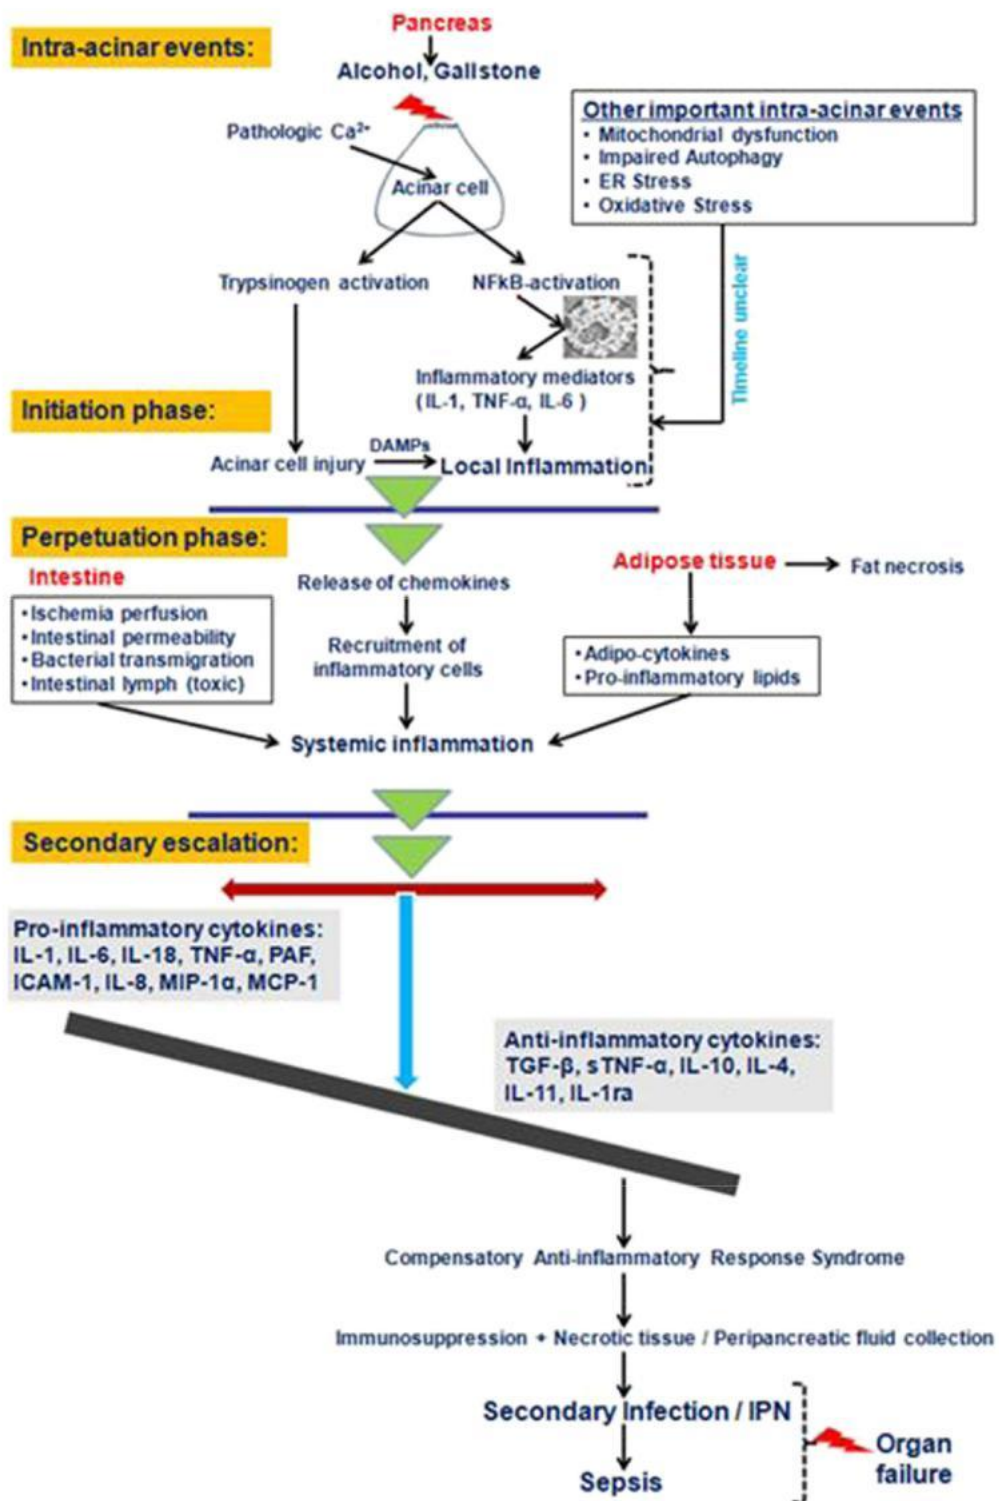 Pancreas
Intra-acinar events:
Alcohol, Gallstone
Pathologic Ca²⁺
Acinar cell
Other important intra-acinar events
• Mitochondrial dysfunction
• Impaired Autophagy
• ER Stress
• Oxidative Stress
Timeline unclear
Trypsinogen activation
NFkB-activation
Inflammatory mediators
(IL-1, TNF-α, IL-6 )
Initiation phase:
DAMPs
Acinar cell injury
Local Inflammation
Perpetuation phase:
Intestine
• Ischemia perfusion
• Intestinal permeability
• Bacterial transmigration
• Intestinal lymph (toxic)
Release of chemokines
Recruitment of
inflammatory cells
Adipose tissue
Fat necrosis
• Adipo-cytokines
• Pro-inflammatory lipids
Systemic inflammation
Secondary escalation:
Pro-inflammatory cytokines:
IL-1, IL-6, IL-18, TNF-α, PAF,
ICAM-1, IL-8, MIP-1α, MCP-1
Anti-inflammatory cytokines:
TGF-β, sTNF-α, IL-10, IL-4,
IL-11, IL-1ra
Compensatory Anti-inflammatory Response Syndrome
Immunosuppression + Necrotic tissue / Peripancreatic fluid collection
Secondary Infection / IPN
Sepsis
Organ
failure